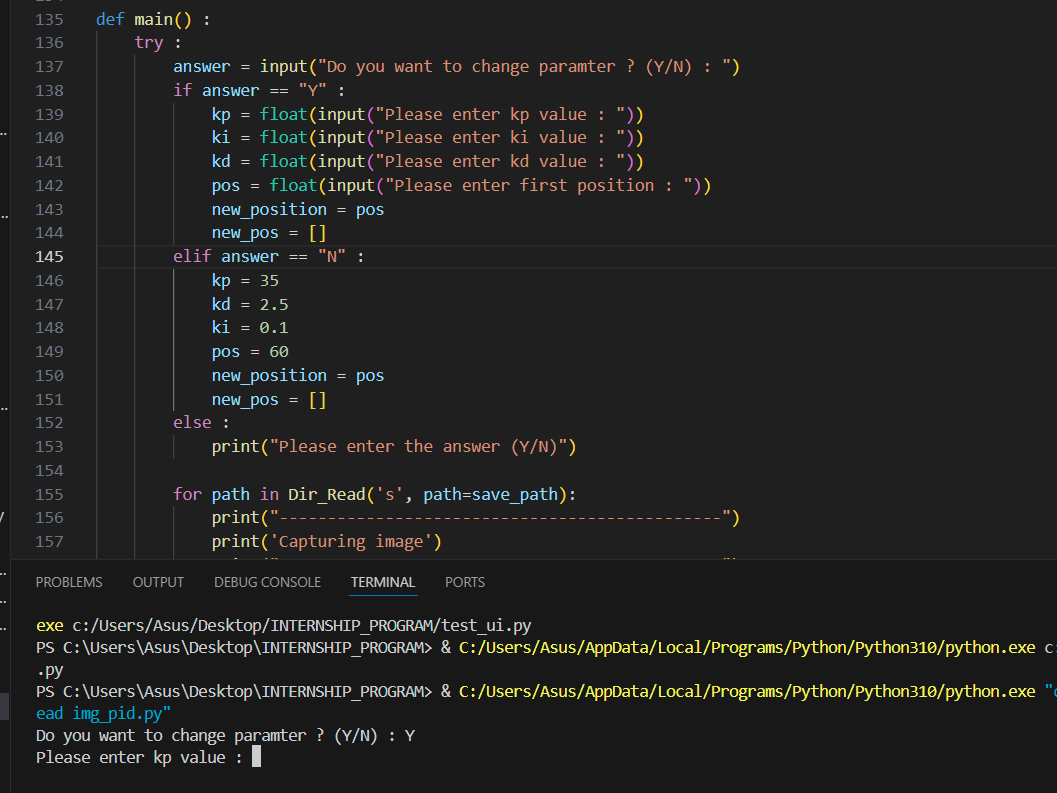 135 def main() :
136 try :
137 answer = input("Do you want to change paramter ? (Y/N) : ")
138 if answer == "Y" :
139 kp = float(input("Please enter kp value : "))
140 ki = float(input("Please enter ki value : "))
141 kd = float(input("Please enter kd value : "))
142 pos = float(input("Please enter first position : "))
143 new_position = pos
144 new_pos = []
145 elif answer == "N" :
146 kp = 35
147 kd = 2.5
148 ki = 0.1
149 pos = 60
150 new_position = pos
151 new_pos = []
152 else :
153 print("Please enter the answer (Y/N)")
154
155 for path in Dir_Read('s', path=save_path):
156 print("----------------------------------------------")
157 print('Capturing image')
PROBLEMS OUTPUT DEBUG CONSOLE TERMINAL PORTS
exe c:/Users/Asus/Desktop/INTERNSHIP_PROGRAM/test_ui.py
PS C:\Users\Asus\Desktop\INTERNSHIP_PROGRAM> & C:/Users/Asus/AppData/Local/Programs/Python/Python310/python.exe c:
.py
PS C:\Users\Asus\Desktop\INTERNSHIP_PROGRAM> & C:/Users/Asus/AppData/Local/Programs/Python/Python310/python.exe "c
ead img_pid.py"
Do you want to change paramter ? (Y/N) : Y
Please enter kp value :